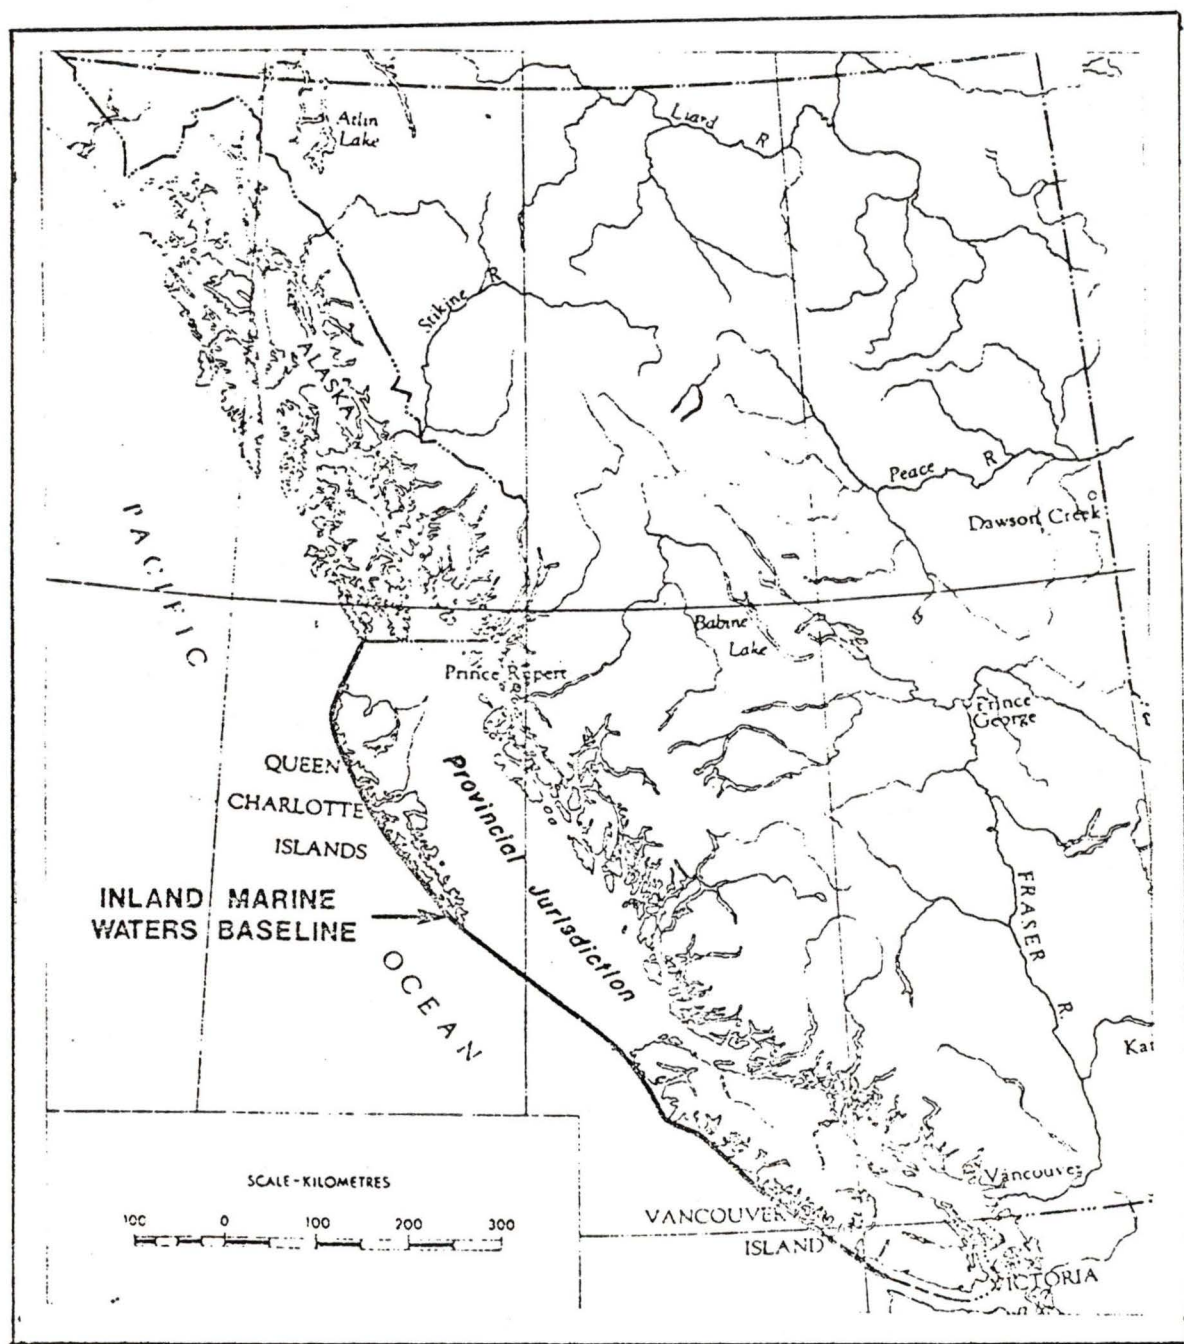 Atlin
Lake
Liard R
Stikine R
ALASKA
Peace R
Dawson Creek
PACIFIC
Babine
Lake
Prince Rupert
Prince
George
QUEEN
CHARLOTTE
ISLANDS
Provincial Jurisdiction
INLAND MARINE
WATERS BASELINE
FRASER R.
OCEAN
Kat
Vancouver
SCALE-KILOMETRES
100 0 100 200 300
VANCOUVER
ISLAND
VICTORIA